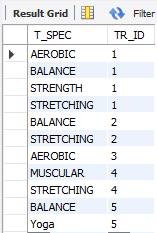 Result Grid Filter
T_SPEC TR_ID
AEROBIC 1
BALANCE 1
STRENGTH 1
STRETCHING 1
BALANCE 2
STRETCHING 2
AEROBIC 3
MUSCULAR 4
STRETCHING 4
BALANCE 5
Yoga 5